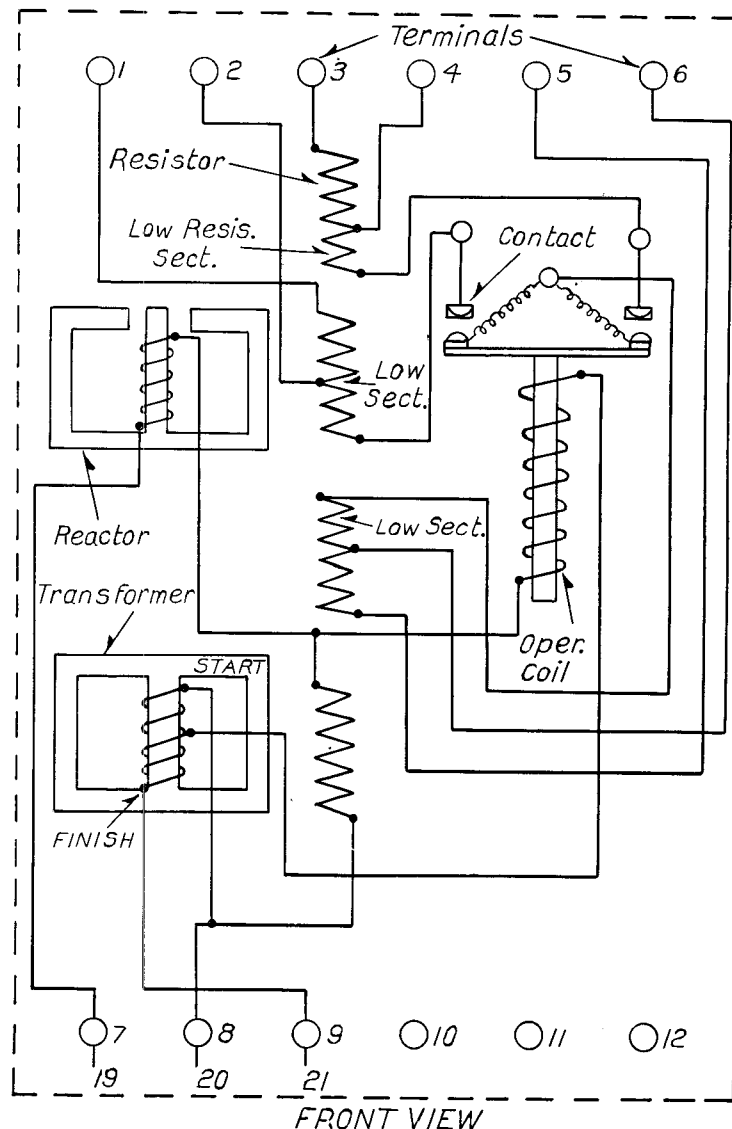 Terminals
1 2 3 4 5 6
Resistor
Low Resis.
Sect.
Contact
Low
Sect.
Reactor
Low Sect.
Transformer
START
Oper.
Coil
FINISH
7 8 9 10 11 12
19 20 21
FRONT VIEW